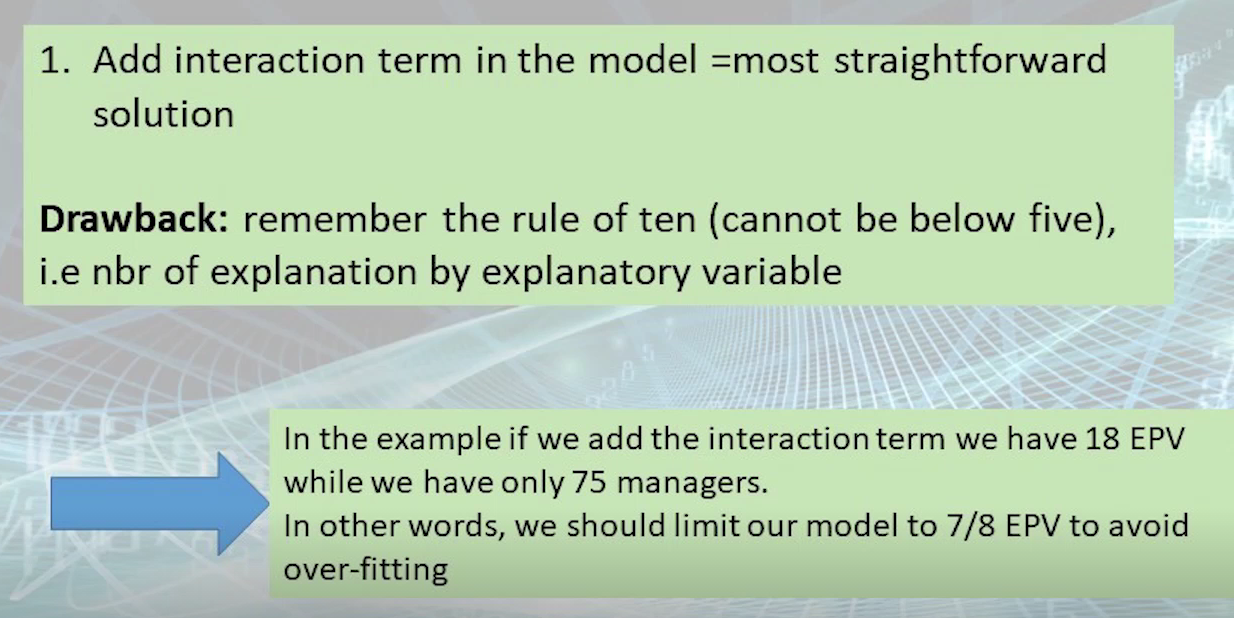 1. Add interaction term in the model =most straightforward
solution
Drawback: remember the rule of ten (cannot be below five),
i.e nbr of explanation by explanatory variable
In the example if we add the interaction term we have 18 EPV
while we have only 75 managers.
In other words, we should limit our model to 7/8 EPV to avoid
over-fitting